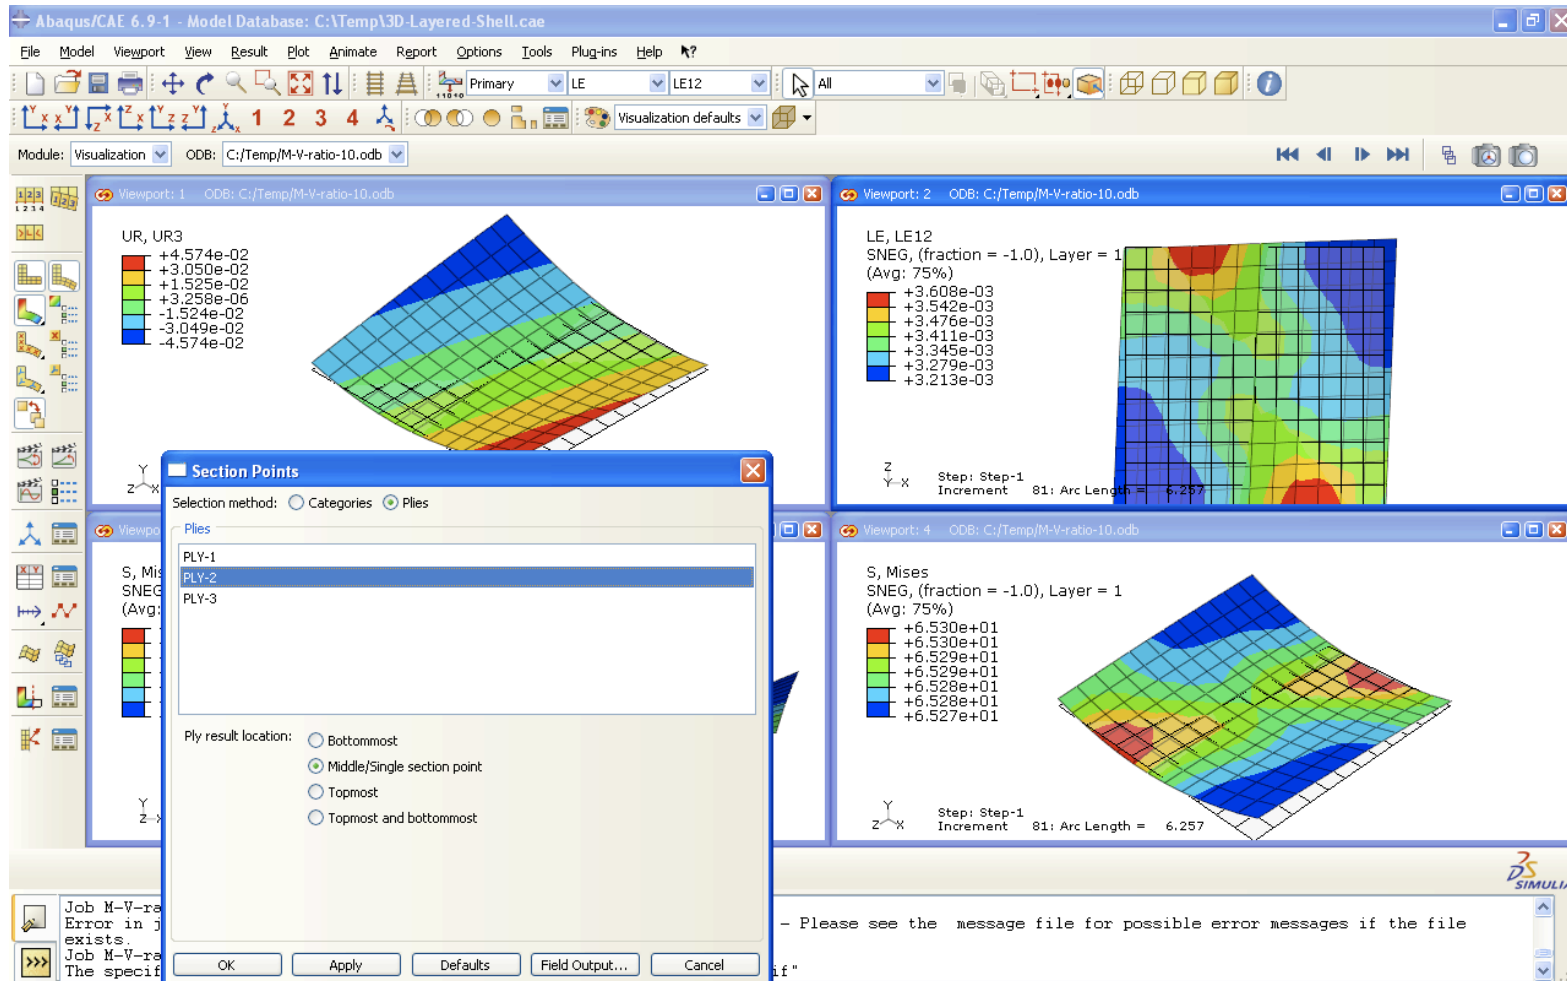 Abaqus/CAE 6.9-1 - Model Database: C:\Temp\3D-Layered-Shell.cae
File Model Viewport View Result Plot Animate Report Options Tools Plug-ins Help
Primary LE LE12 All
1 2 3 4 Visualization defaults
Module: Visualization ODB: C:/Temp/M-V-ratio-10.odb
Viewport: 1 ODB: C:/Temp/M-V-ratio-10.odb
UR, UR3
+4.574e-02
+3.050e-02
+1.525e-02
+3.258e-06
-1.524e-02
-3.049e-02
-4.574e-02
Y
Z X
Viewport: 2 ODB: C:/Temp/M-V-ratio-10.odb
LE, LE12
SNEG, (fraction = -1.0), Layer = 1
(Avg: 75%)
+3.608e-03
+3.542e-03
+3.476e-03
+3.411e-03
+3.345e-03
+3.279e-03
+3.213e-03
Z
Y X
Step: Step-1
Increment 81: Arc Length = 6.257
Section Points
Selection method: Categories Plies
Plies
PLY-1
PLY-2
PLY-3
Ply result location:
Bottommost
Middle/Single section point
Topmost
Topmost and bottommost
OK Apply Defaults Field Output... Cancel
Viewpo
S, Mis
SNEG
(Avg:
Y
Z
Viewport: 4 ODB: C:/Temp/M-V-ratio-10.odb
S, Mises
SNEG, (fraction = -1.0), Layer = 1
(Avg: 75%)
+6.530e+01
+6.530e+01
+6.529e+01
+6.529e+01
+6.528e+01
+6.528e+01
+6.527e+01
Y
Z X
Step: Step-1
Increment 81: Arc Length = 6.257
SIMULIA
Job M-V-ra
Error in j - Please see the message file for possible error messages if the file
exists.
Job M-V-ra
The specif if"